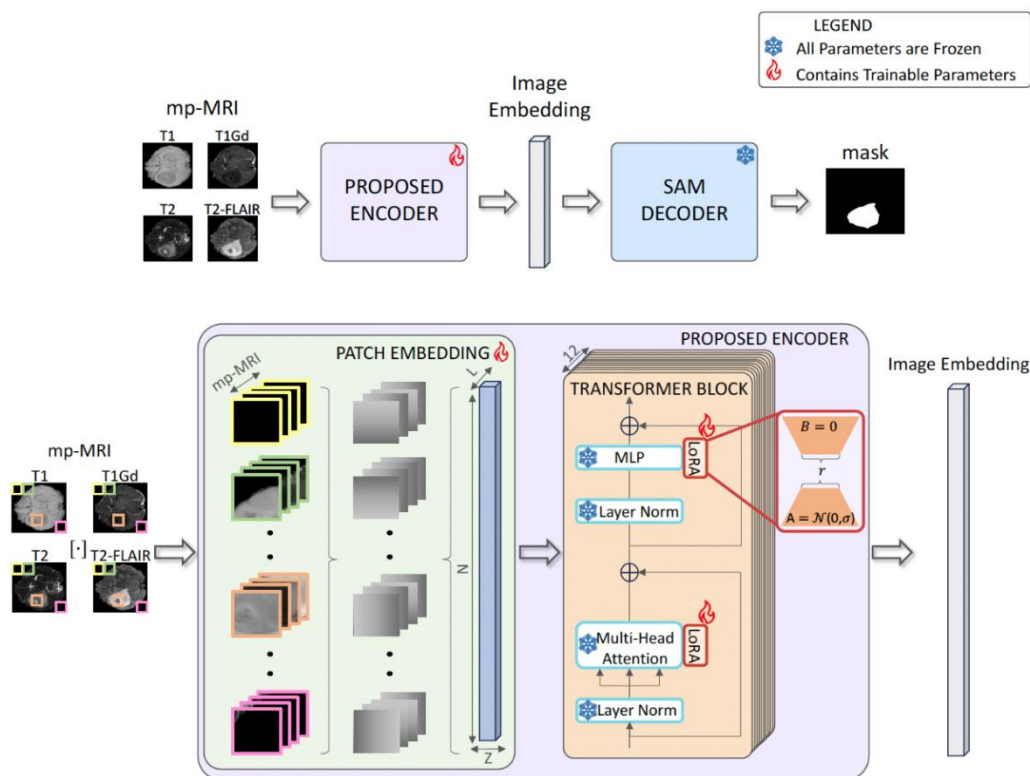 LEGEND
All Parameters are Frozen
Contains Trainable Parameters
mp-MRI
T1
T1Gd
T2
T2-FLAIR
PROPOSED
ENCODER
Image
Embedding
SAM
DECODER
mask
PROPOSED ENCODER
PATCH EMBEDDING
mp-MRI
L
N
Z
12
TRANSFORMER BLOCK
MLP
LoRA
Layer Norm
Multi-Head
Attention
LoRA
Layer Norm
B = 0
r
A = 𝒩(0,σ)
Image Embedding
mp-MRI
T1
T1Gd
T2
[·]
T2-FLAIR